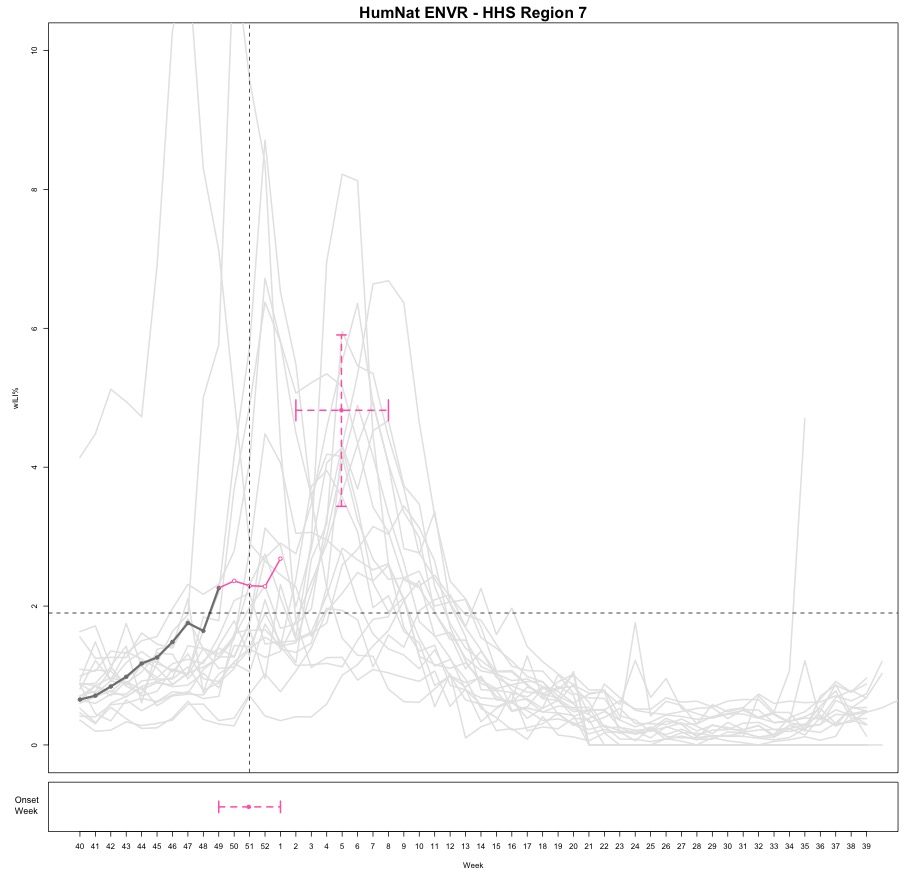 HumNat ENVR - HHS Region 7
10
8
6
4
2
0
wILI%
Onset
Week
40 41 42 43 44 45 46 47 48 49 50 51 52 1 2 3 4 5 6 7 8 9 10 11 12 13 14 15 16 17 18 19 20 21 22 23 24 25 26 27 28 29 30 31 32 33 34 35 36 37 38 39
Week